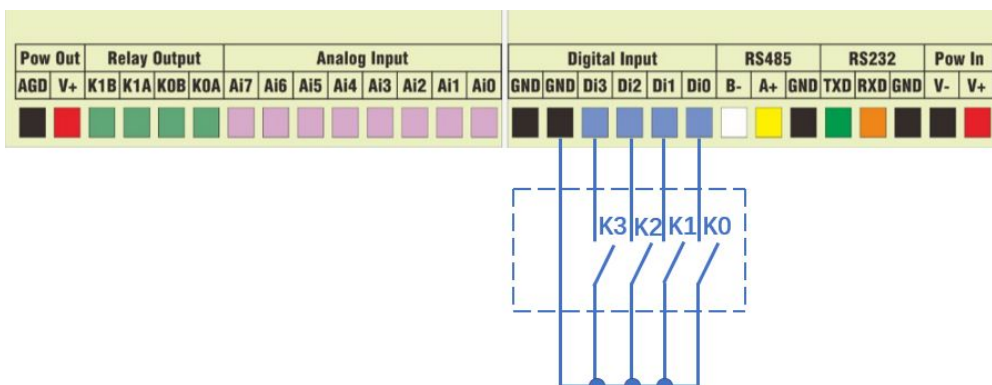 Pow Out Relay Output Analog Input Digital Input RS485 RS232 Pow In
AGD V+ K1B K1A K0B K0A Ai7 Ai6 Ai5 Ai4 Ai3 Ai2 Ai1 Ai0 GND GND Di3 Di2 Di1 Di0 B- A+ GND TXD RXD GND V- V+
K3 K2 K1 K0